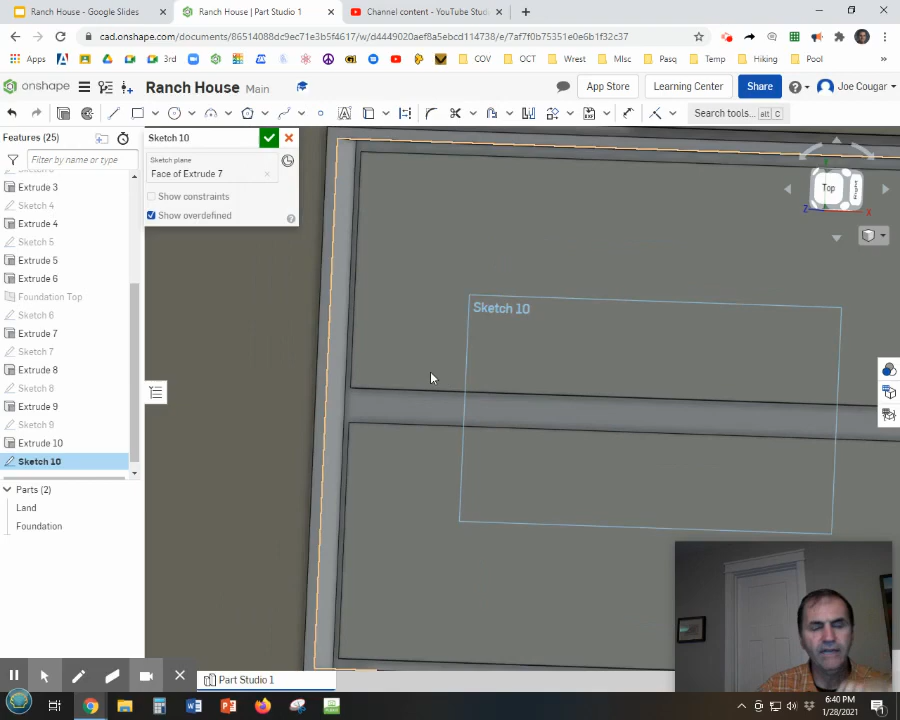 Ranch House - Google Slides
Ranch House | Part Studio 1
Channel content - YouTube Studi
cad.onshape.com/documents/86514088dc9ec71e3b5f4617/w/d4449020aef8a5ebcd114738/e/7af7f0b75351e0e6b1f32c37
Apps
3rd
COV
OCT
Wrest
MIsc
Pasq
Temp
Hiking
Pool
onshape
Ranch House Main
App Store
Learning Center
Share
Joe Cougar
Search tools... alt C
Features (25)
Filter by name or type
Extrude 3
Sketch 4
Extrude 4
Sketch 5
Extrude 5
Extrude 6
Foundation Top
Sketch 6
Extrude 7
Sketch 7
Extrude 8
Sketch 8
Extrude 9
Sketch 9
Extrude 10
Sketch 10
Parts (2)
Land
Foundation
Sketch 10
Sketch plane
Face of Extrude 7
Show constraints
Show overdefined
Sketch 10
Top
Right
Z
X
Part Studio 1
6:40 PM
1/28/2021